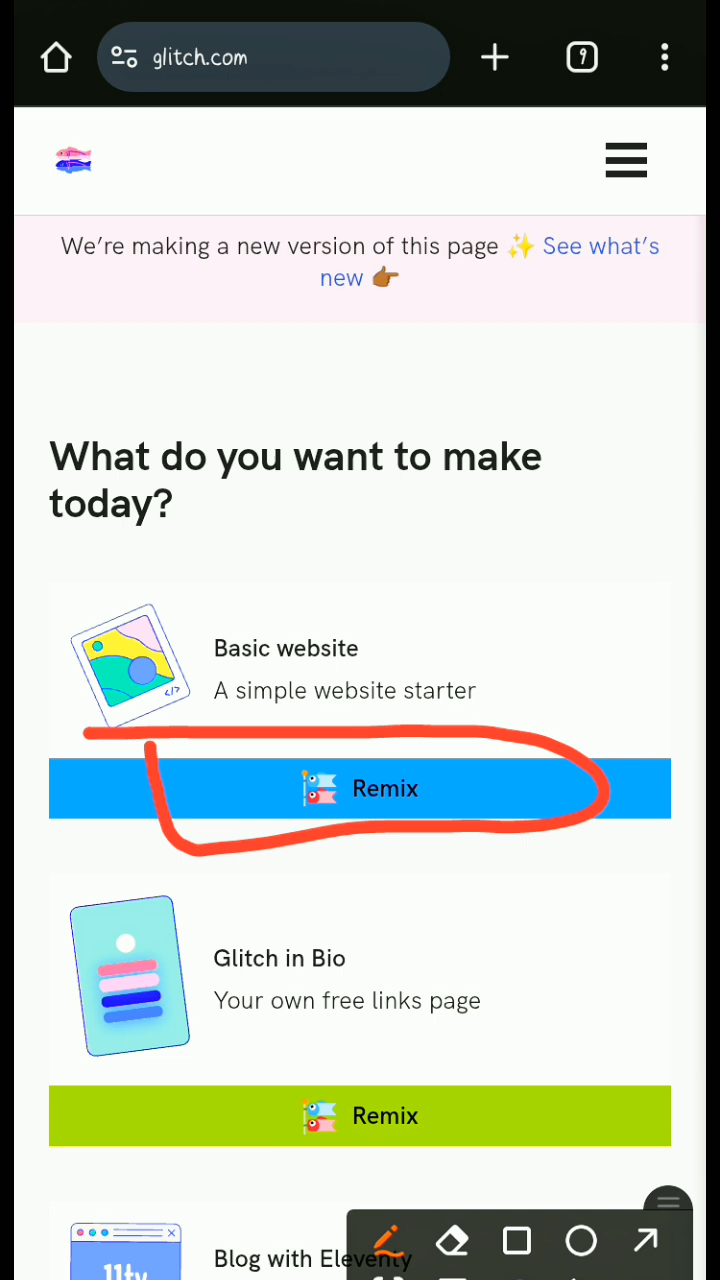 glitch.com
9
We're making a new version of this page ✨ See what's
new 👉🏾
What do you want to make
today?
</>
Basic website
A simple website starter
Remix
Glitch in Bio
Your own free links page
Remix
11ty
Blog with Eleventy